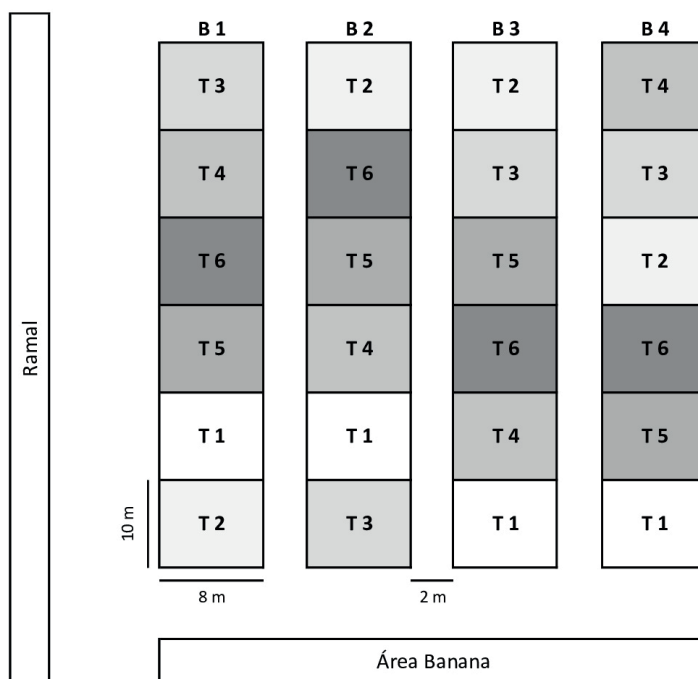 B 1 B 2 B 3 B 4
T 3 T 2 T 2 T 4
T 4 T 6 T 3 T 3
T 6 T 5 T 5 T 2
Ramal
T 5 T 4 T 6 T 6
T 1 T 1 T 4 T 5
10 m
T 2 T 3 T 1 T 1
8 m 2 m
Área Banana